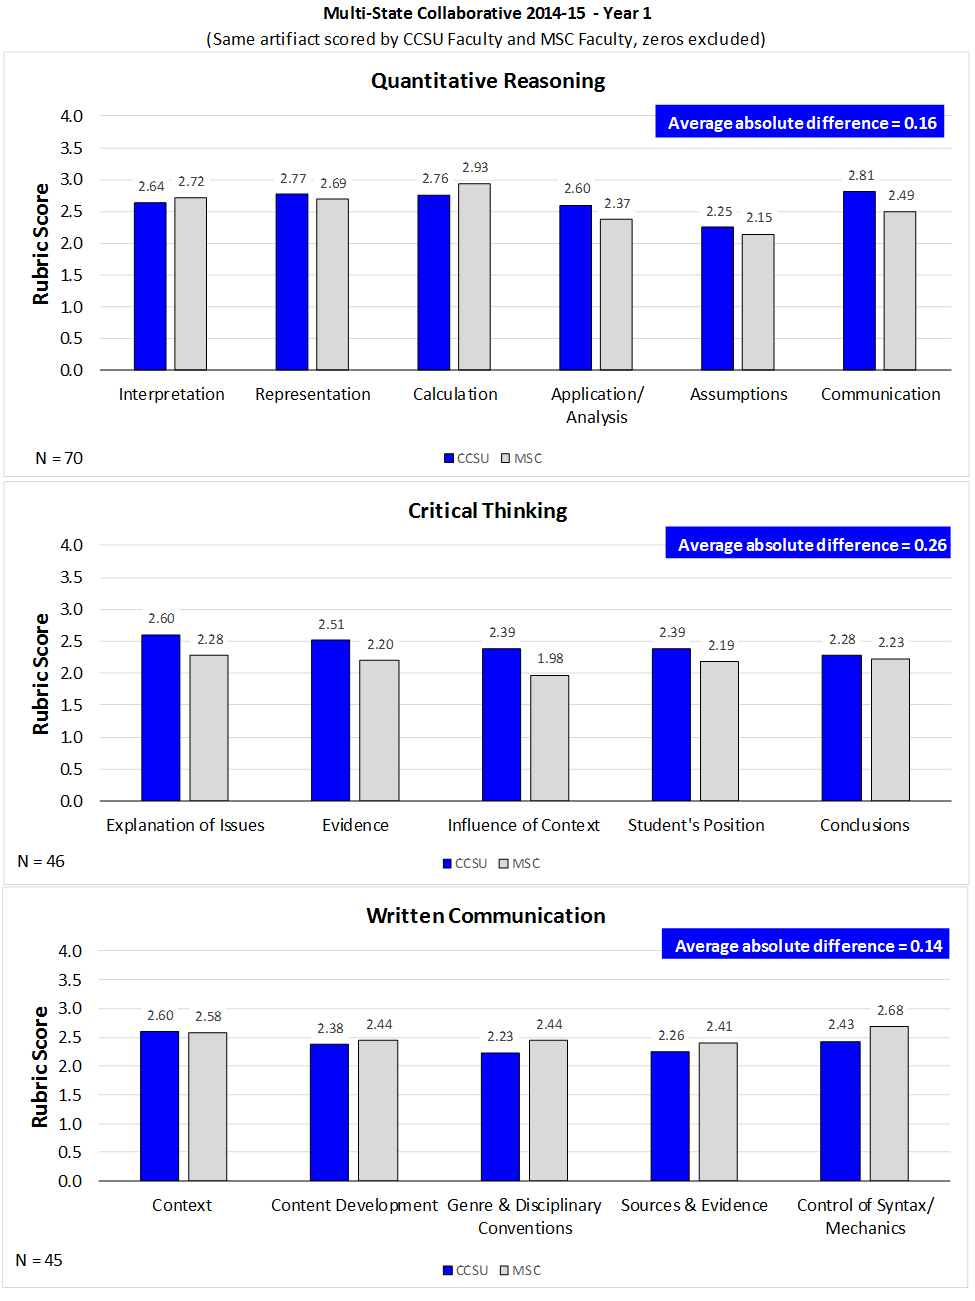 Multi-State Collaborative 2014-15 - Year 1
(Same artifiact scored by CCSU Faculty and MSC Faculty, zeros excluded)
Quantitative Reasoning
Average absolute difference = 0.16
Rubric Score
4.0
3.5
3.0
2.5
2.0
1.5
1.0
0.5
0.0
2.64 2.72 2.77 2.69 2.76 2.93 2.60 2.37 2.25 2.15 2.81 2.49
Interpretation Representation Calculation Application/ Assumptions Communication
Analysis
N = 70
CCSU MSC
Critical Thinking
Average absolute difference = 0.26
Rubric Score
4.0
3.5
3.0
2.5
2.0
1.5
1.0
0.5
0.0
2.60 2.28 2.51 2.20 2.39 1.98 2.39 2.19 2.28 2.23
Explanation of Issues Evidence Influence of Context Student's Position Conclusions
N = 46
CCSU MSC
Written Communication
Average absolute difference = 0.14
Rubric Score
4.0
3.5
3.0
2.5
2.0
1.5
1.0
0.5
0.0
2.60 2.58 2.38 2.44 2.23 2.44 2.26 2.41 2.43 2.68
Context Content Development Genre & Disciplinary Sources & Evidence Control of Syntax/
Conventions Mechanics
N = 45
CCSU MSC